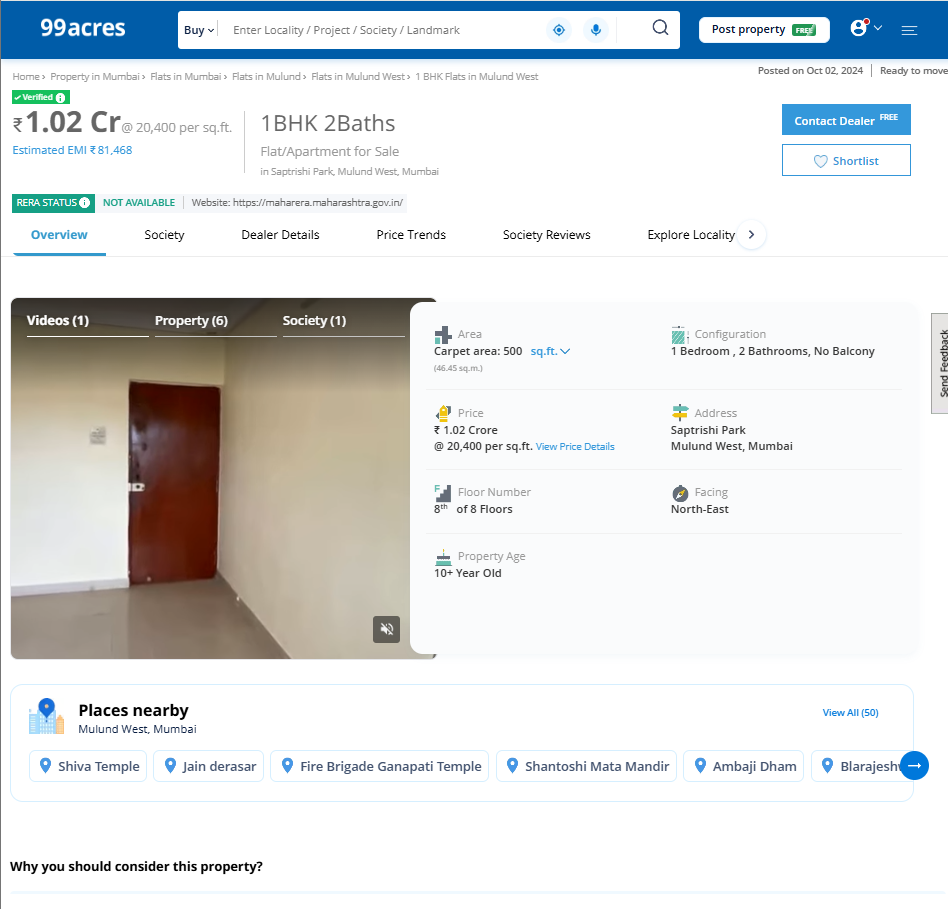 99acres
Buy
Enter Locality / Project / Society / Landmark
Post property FREE
Home › Property in Mumbai › Flats in Mumbai › Flats in Mulund › Flats in Mulund West › 1 BHK Flats in Mulund West
Posted on Oct 02, 2024 | Ready to move
Verified
₹1.02 Cr @ 20,400 per sq.ft.
Estimated EMI ₹81,468
1BHK 2Baths
Flat/Apartment for Sale
in Saptrishi Park, Mulund West, Mumbai
Contact Dealer FREE
Shortlist
RERA STATUS NOT AVAILABLE Website: https://maharera.maharashtra.gov.in/
Overview Society Dealer Details Price Trends Society Reviews Explore Locality
Videos (1) Property (6) Society (1)
Area
Carpet area: 500 sq.ft.
(46.45 sq.m.)
Configuration
1 Bedroom , 2 Bathrooms, No Balcony
Price
₹ 1.02 Crore
@ 20,400 per sq.ft. View Price Details
Address
Saptrishi Park
Mulund West, Mumbai
Floor Number
8th of 8 Floors
Facing
North-East
Property Age
10+ Year Old
Send Feedback
Places nearby
Mulund West, Mumbai
View All (50)
Shiva Temple Jain derasar Fire Brigade Ganapati Temple Shantoshi Mata Mandir Ambaji Dham
Why you should consider this property?